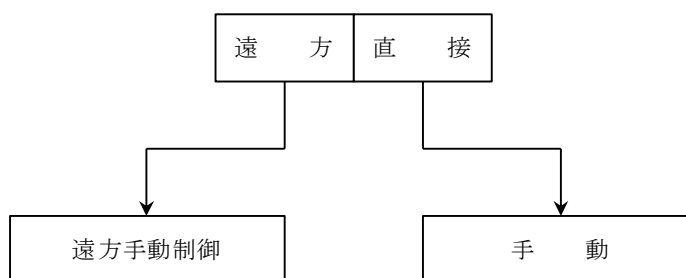 遠　　方　直　　接
遠方手動制御　手　　動